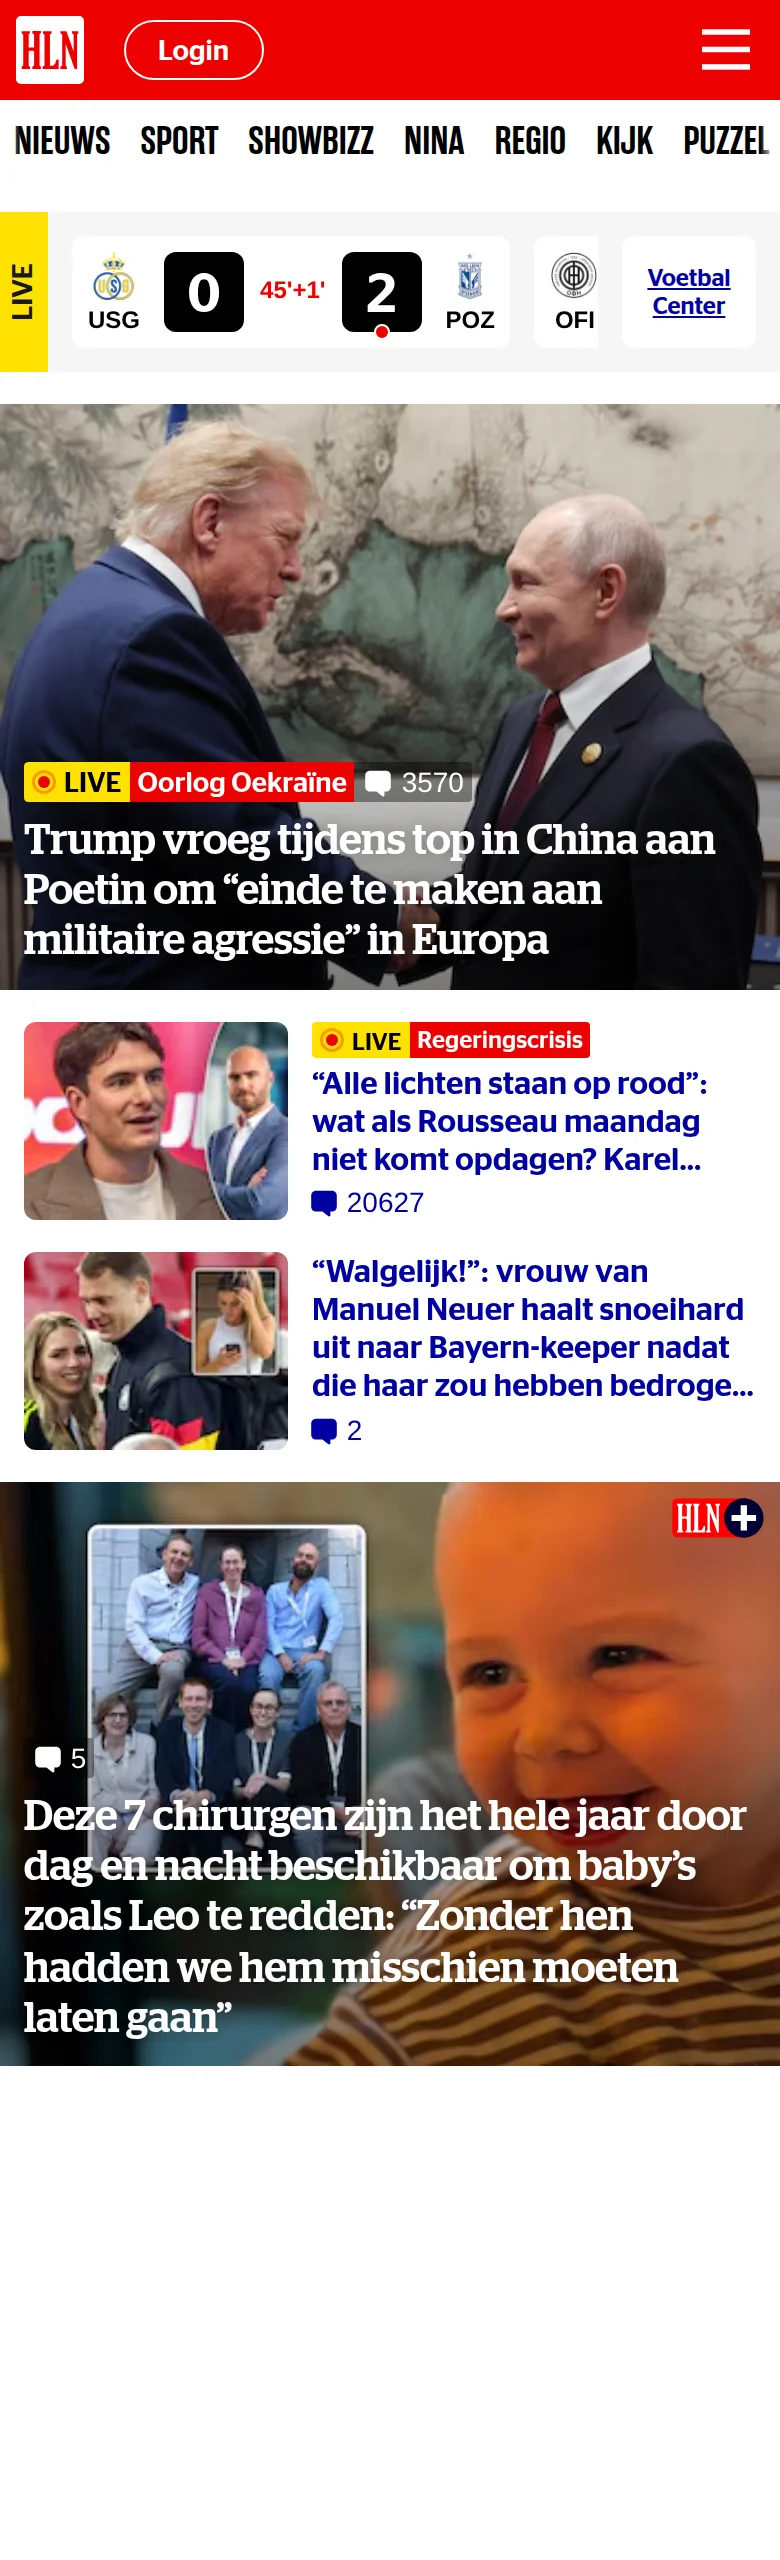 HLN
Login
NIEUWS SPORT SHOWBIZZ NINA REGIO KIJK PUZZEL
LIVE
USG
0
45'+1'
2
POZ
OFI
Voetbal
Center
LIVE Oorlog Oekraïne 3570
Trump vroeg tijdens top in China aan
Poetin om “einde te maken aan
militaire agressie” in Europa
LIVE Regeringscrisis
“Alle lichten staan op rood”:
wat als Rousseau maandag
niet komt opdagen? Karel...
20627
“Walgelijk!”: vrouw van
Manuel Neuer haalt snoeihard
uit naar Bayern-keeper nadat
die haar zou hebben bedroge...
2
HLN+
5
Deze 7 chirurgen zijn het hele jaar door
dag en nacht beschikbaar om baby’s
zoals Leo te redden: “Zonder hen
hadden we hem misschien moeten
laten gaan”